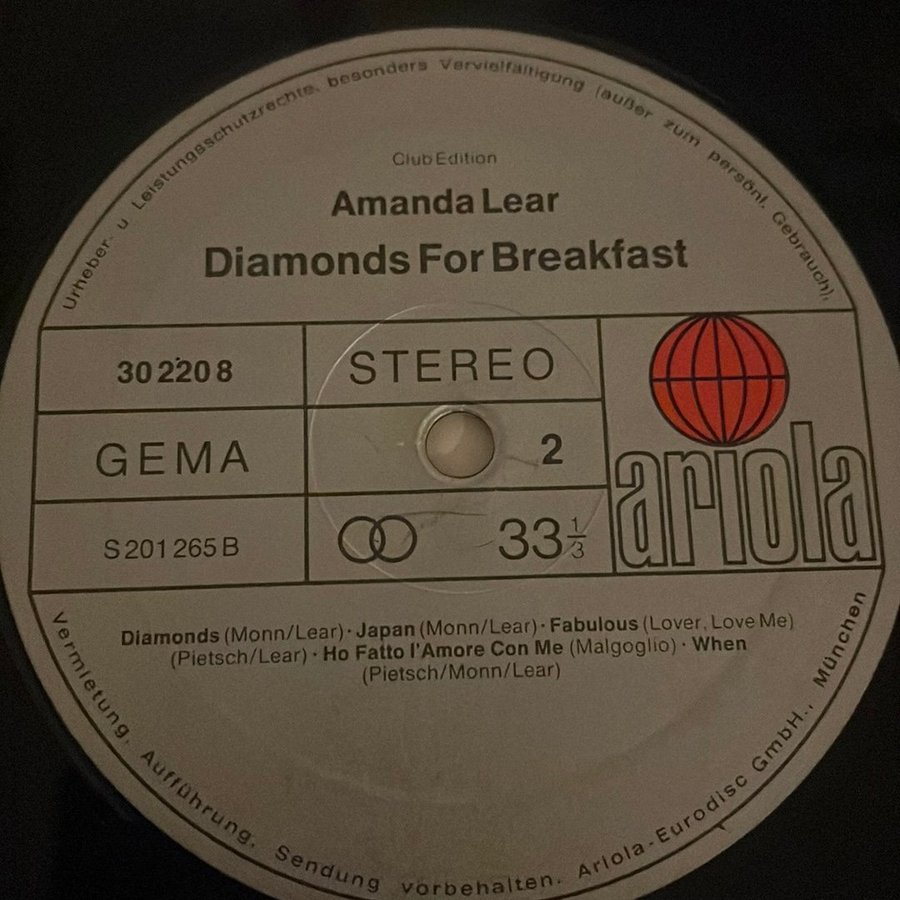 Urheber- u Leistungsschutzrechte, besonders Vervielfältigung (außer zum persönl. Gebrauch),
Club Edition
Amanda Lear
Diamonds For Breakfast
30 220 8
STEREO
GEMA
2
S 201 265 B
33 1/3
ariola
Diamonds (Monn/Lear) · Japan (Monn/Lear) · Fabulous (Lover, Love Me)
(Pietsch/Lear) · Ho Fatto l'Amore Con Me (Malgoglio) · When
(Pietsch/Monn/Lear)
Vermietung, Aufführung, Sendung vorbehalten. Ariola-Eurodisc GmbH., München